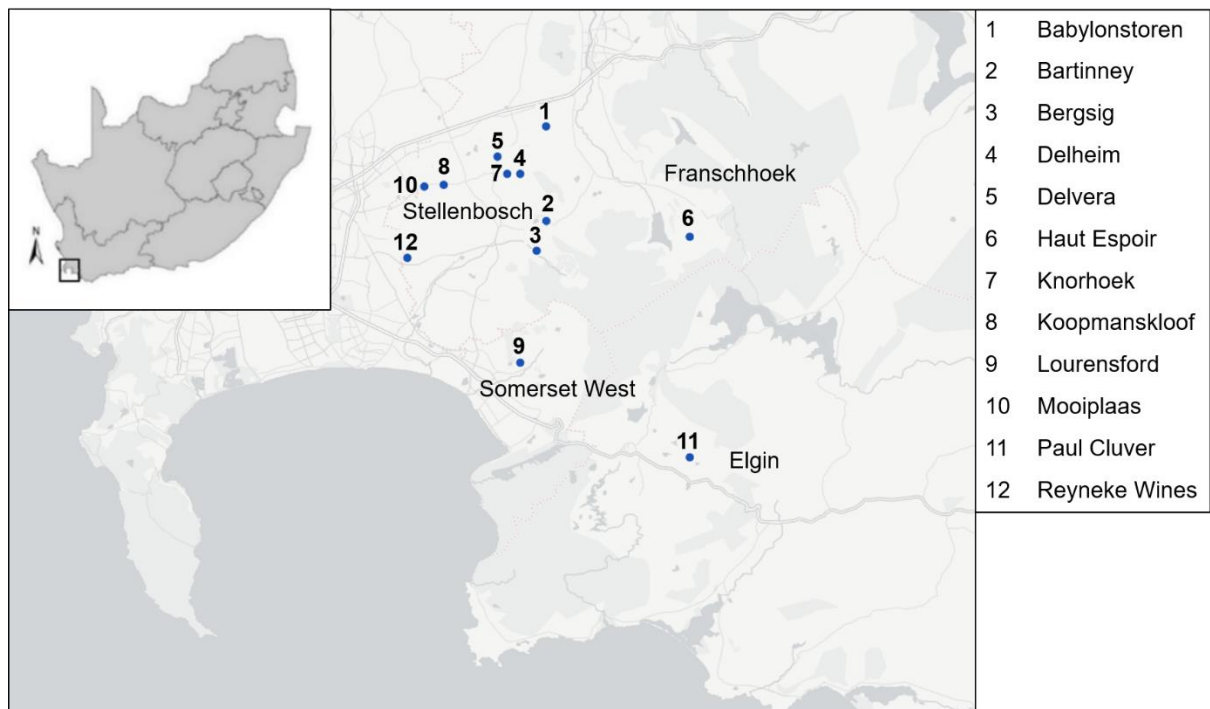 N
1
5
4
7
8
10
Franschhoek
Stellenbosch
2
6
3
12
9
Somerset West
11
Elgin
1 Babylonstoren
2 Bartinney
3 Bergsig
4 Delheim
5 Delvera
6 Haut Espoir
7 Knorhoek
8 Koopmanskloof
9 Lourensford
10 Mooiplaas
11 Paul Cluver
12 Reyneke Wines